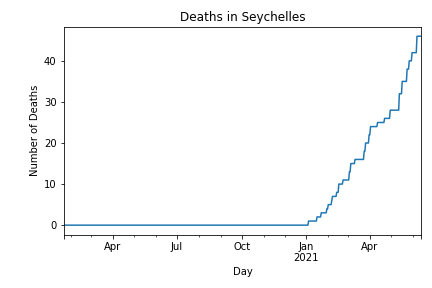 Deaths in Seychelles
Number of Deaths
40
30
20
10
0
Apr Jul Oct Jan Apr
2021
Day